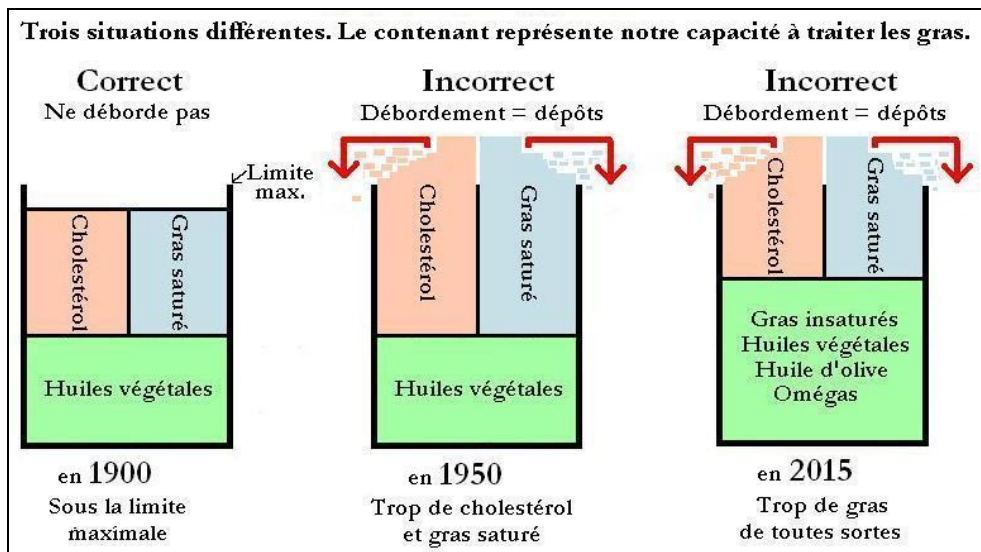 Trois situations différentes. Le contenant représente notre capacité à traiter les gras.
Correct
Ne déborde pas
Limite
max.
Cholestérol
Gras saturé
Huiles végétales
en 1900
Sous la limite
maximale
Incorrect
Débordement = dépôts
Cholestérol
Gras saturé
Huiles végétales
en 1950
Trop de cholestérol
et gras saturé
Incorrect
Débordement = dépôts
Cholestérol
Gras saturé
Gras insaturés
Huiles végétales
Huile d'olive
Omégas
en 2015
Trop de gras
de toutes sortes